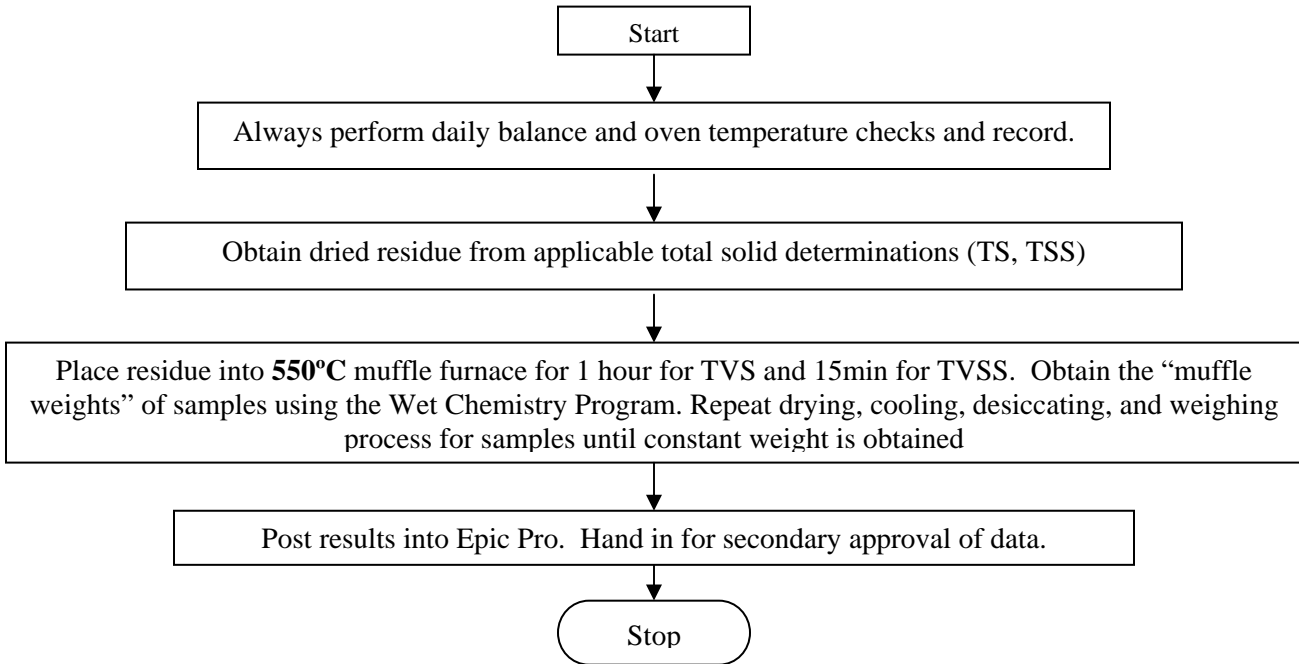 Start
Always perform daily balance and oven temperature checks and record.
Obtain dried residue from applicable total solid determinations (TS, TSS)
Place residue into 550ºC muffle furnace for 1 hour for TVS and 15min for TVSS.  Obtain the “muffle
weights” of samples using the Wet Chemistry Program. Repeat drying, cooling, desiccating, and weighing
process for samples until constant weight is obtained
Post results into Epic Pro.  Hand in for secondary approval of data.
Stop